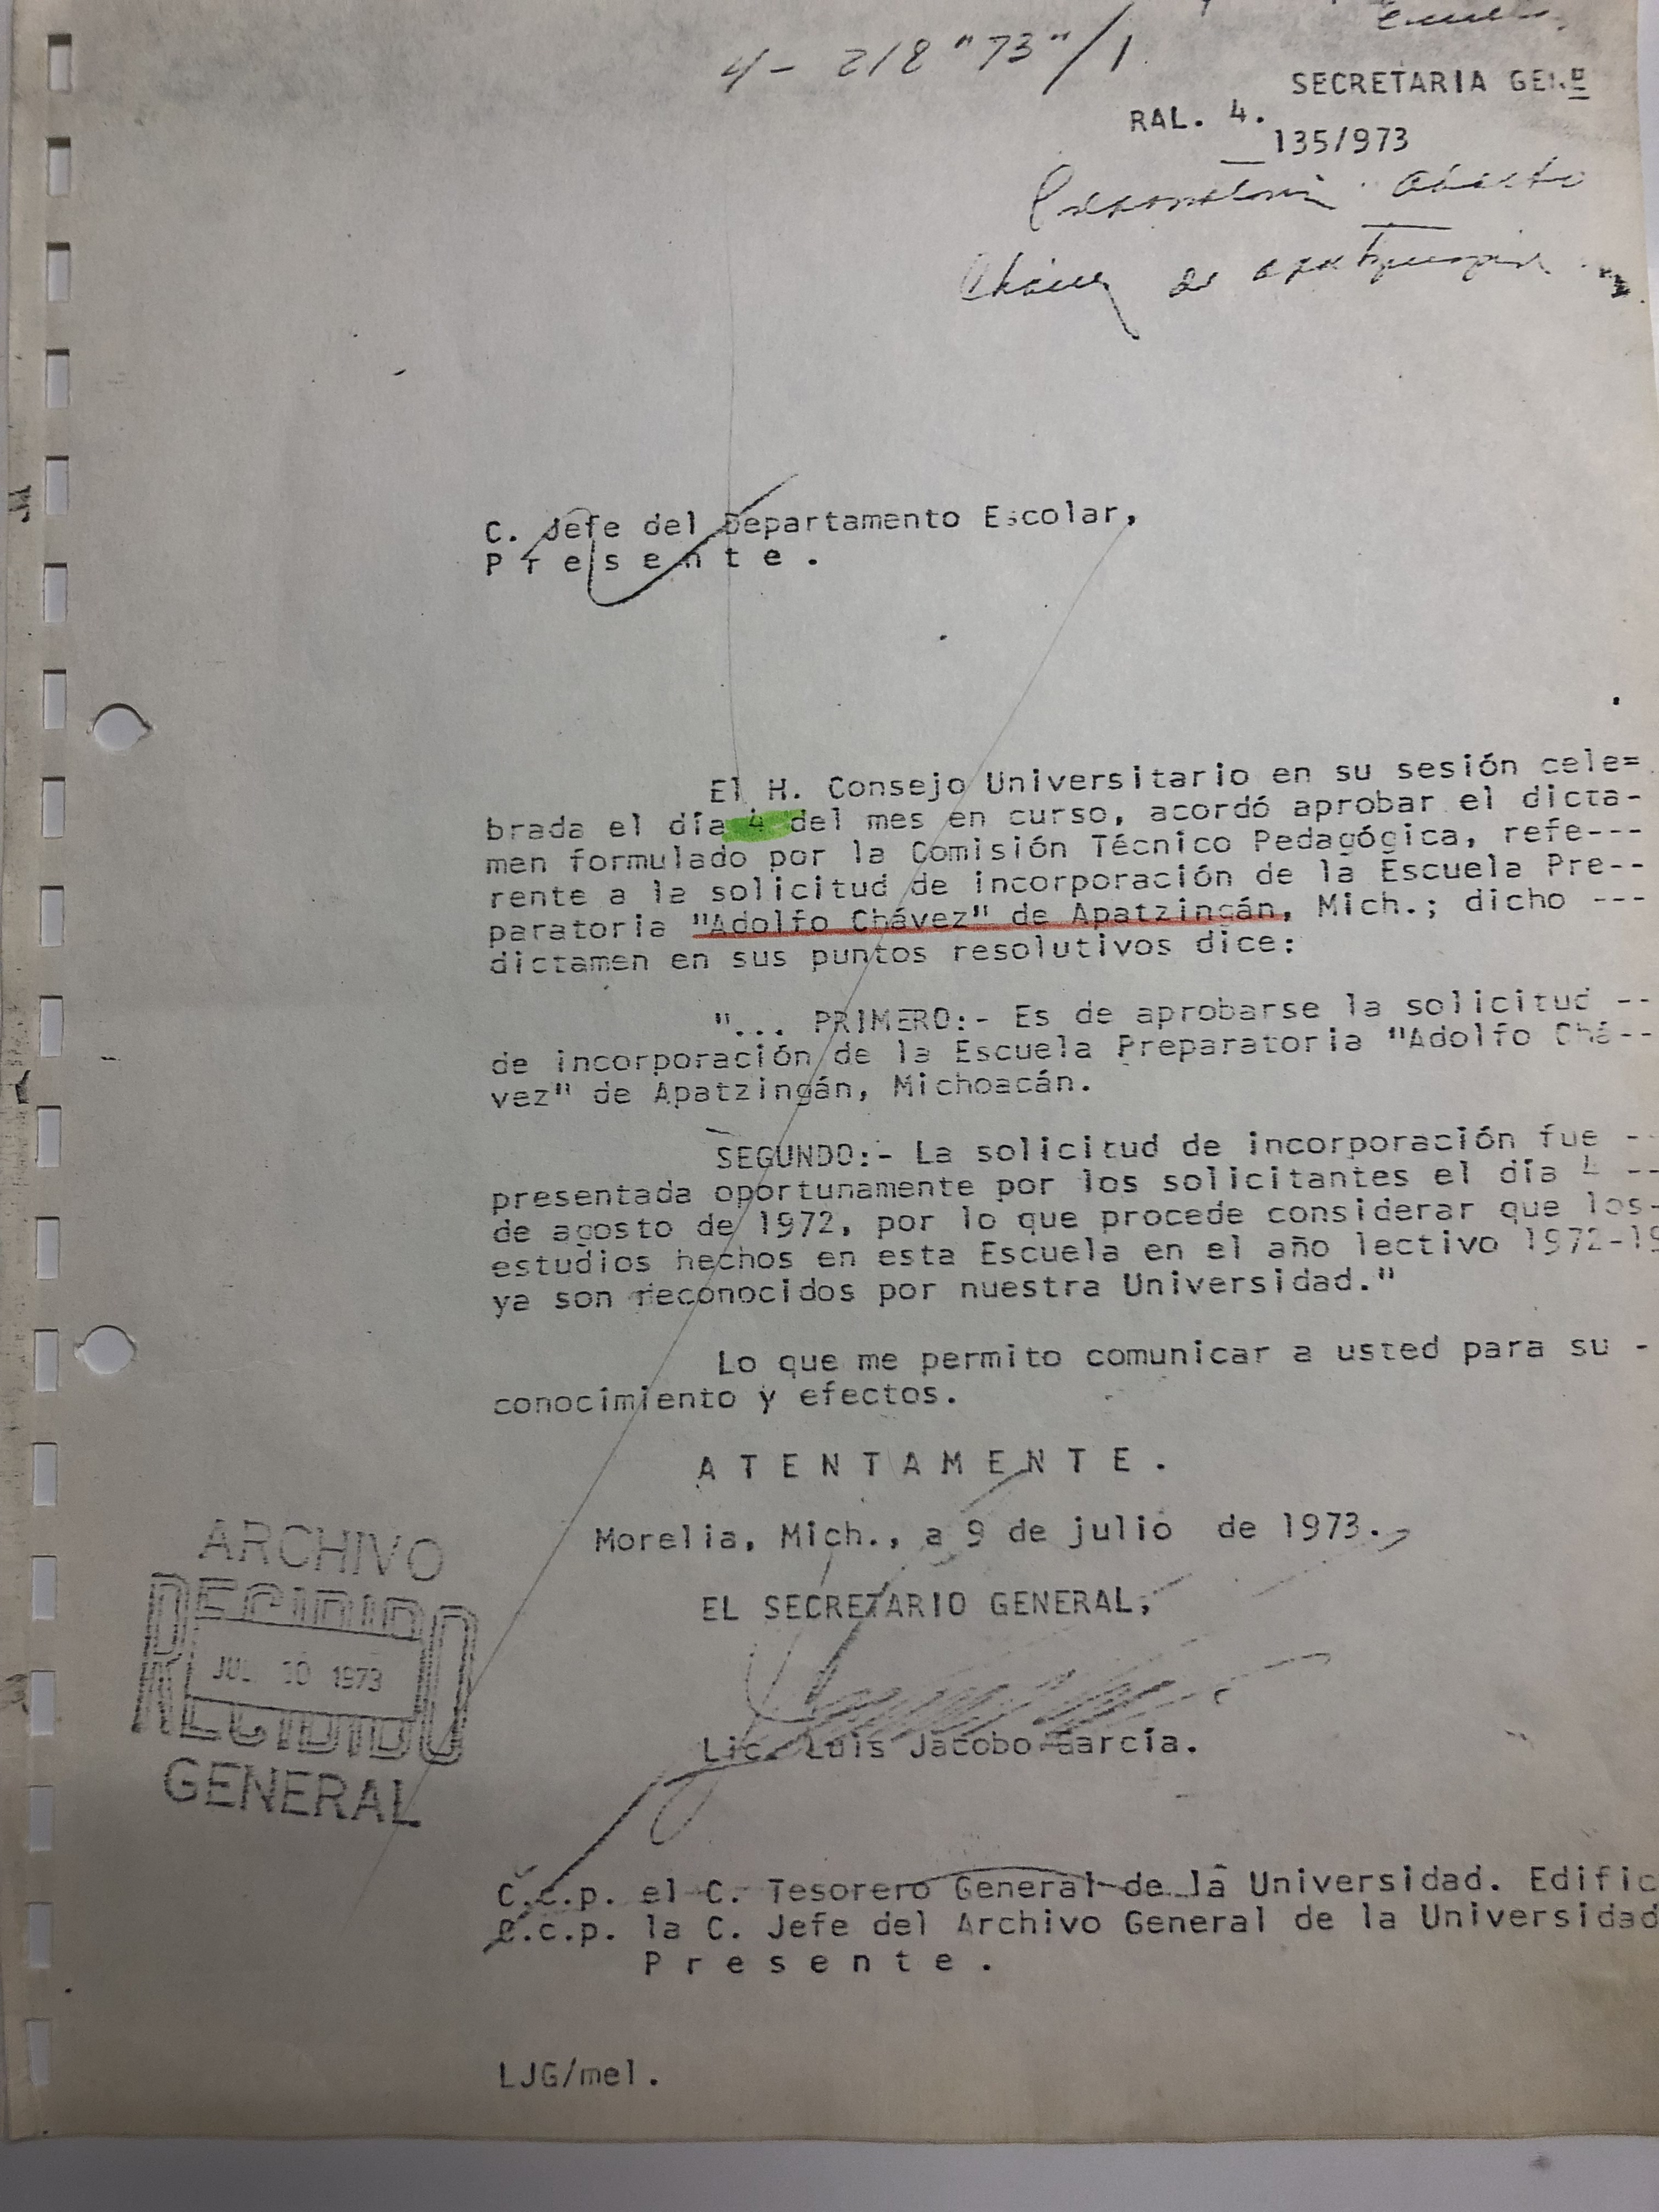 4- 218 "73"/1
SECRETARIA GENE
RAL. 4.
135/973
Chávez de Apatzingán
C. Jefe del Departamento Escolar,
P r e s e n t e .
El H. Consejo Universitario en su sesión cele=
brada el día 4 del mes en curso, acordó aprobar el dicta-
men formulado por la Comisión Técnico Pedagógica, refe---
rente a la solicitud de incorporación de la Escuela Pre--
paratoria "Adolfo Chávez" de Apatzingán, Mich.; dicho ---
dictamen en sus puntos resolutivos dice:
"... PRIMERO:- Es de aprobarse la solicitud --
de incorporación de la Escuela Preparatoria "Adolfo Chá--
vez" de Apatzingán, Michoacán.
SEGUNDO:- La solicitud de incorporación fue --
presentada oportunamente por los solicitantes el día 4 --
de agosto de 1972, por lo que procede considerar que los-
estudios hechos en esta Escuela en el año lectivo 1972-19
ya son reconocidos por nuestra Universidad."
Lo que me permito comunicar a usted para su -
conocimiento y efectos.
A T E N T A M E N T E .
Morelia, Mich., a 9 de julio de 1973.
EL SECRETARIO GENERAL,
Lic. Luis Jacobo García.
ARCHIVO
RECIBIDO
JUL 10 1973
RECIBIDO
GENERAL
C.c.p. el C. Tesorero General de la Universidad. Edific
c.c.p. la C. Jefe del Archivo General de la Universidad
P r e s e n t e .
LJG/mel.